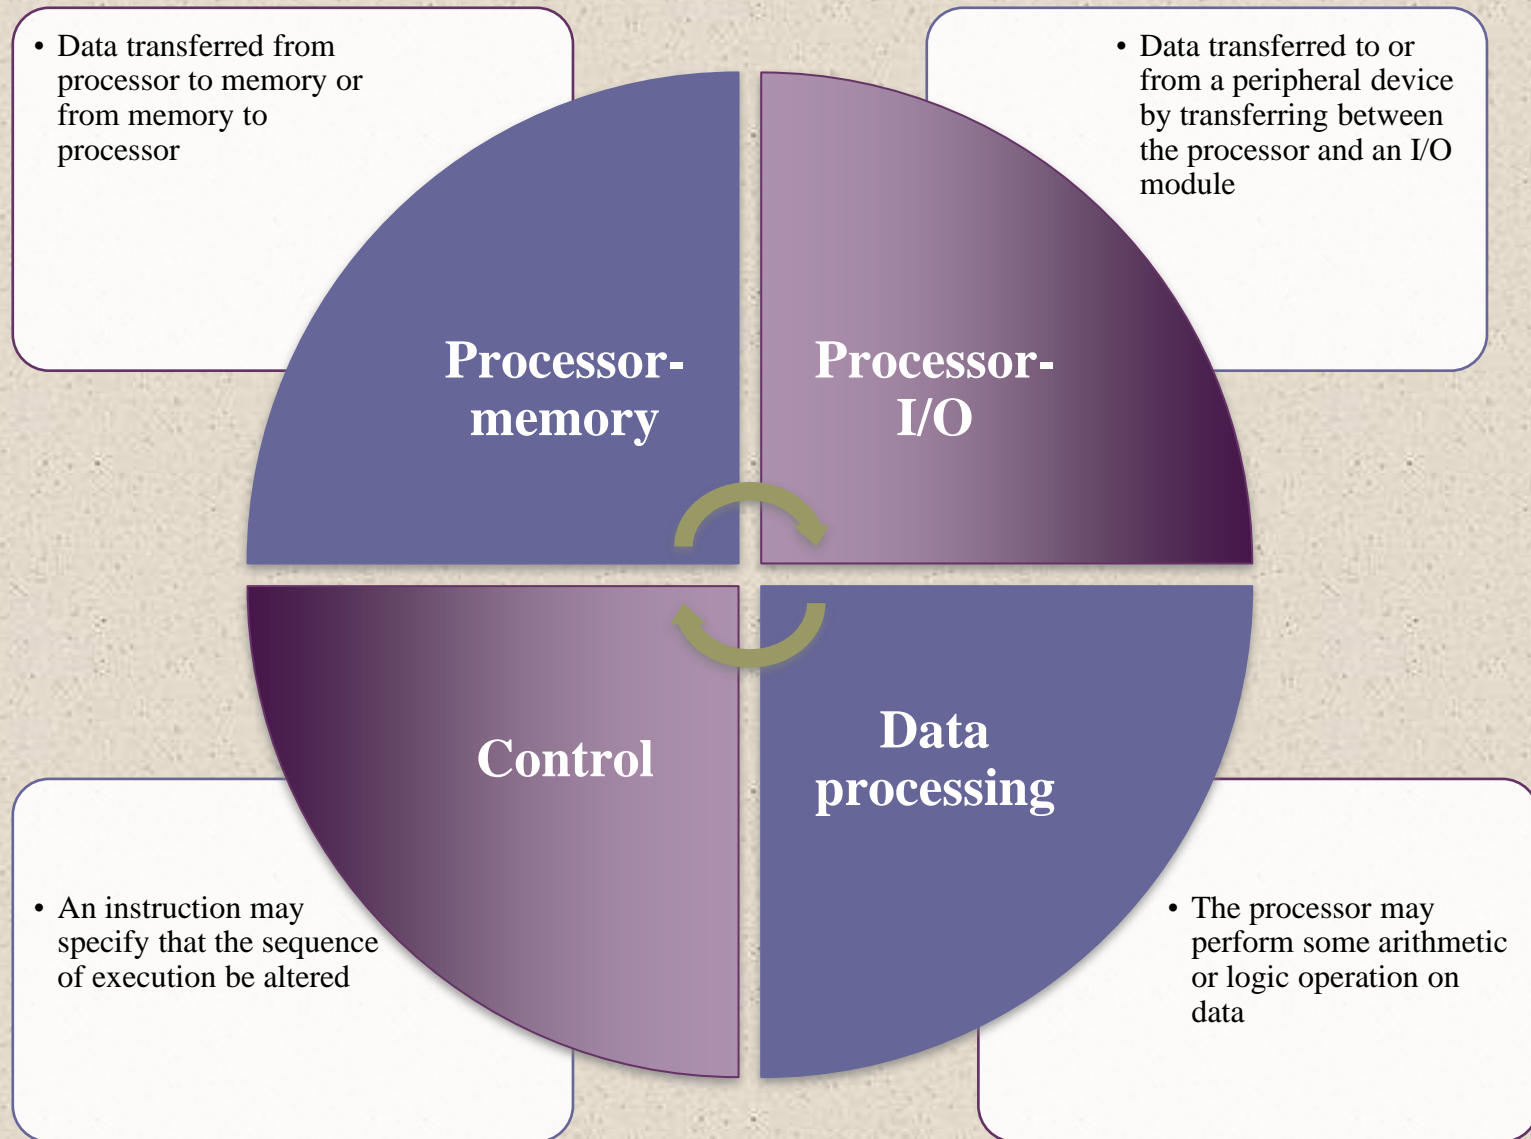 • Data transferred from
processor to memory or
from memory to
processor
• Data transferred to or
from a peripheral device
by transferring between
the processor and an I/O
module
Processor-
memory
Processor-
I/O
Control
Data
processing
• An instruction may
specify that the sequence
of execution be altered
• The processor may
perform some arithmetic
or logic operation on
data